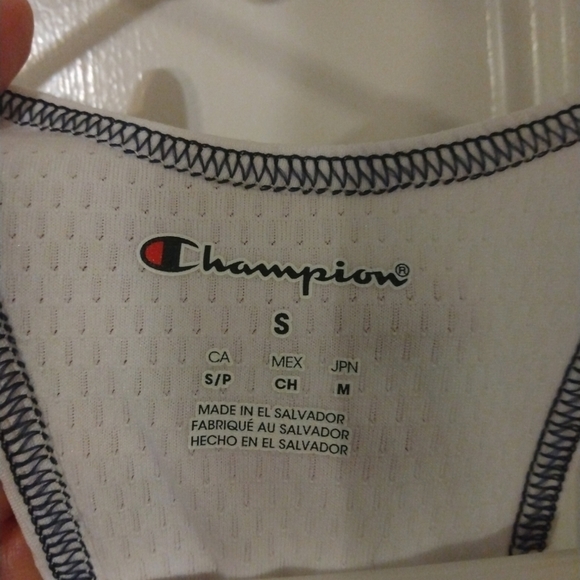 Champion®
S
CA MEX JPN
S/P CH M
MADE IN EL SALVADOR
FABRIQUÉ AU SALVADOR
HECHO EN EL SALVADOR